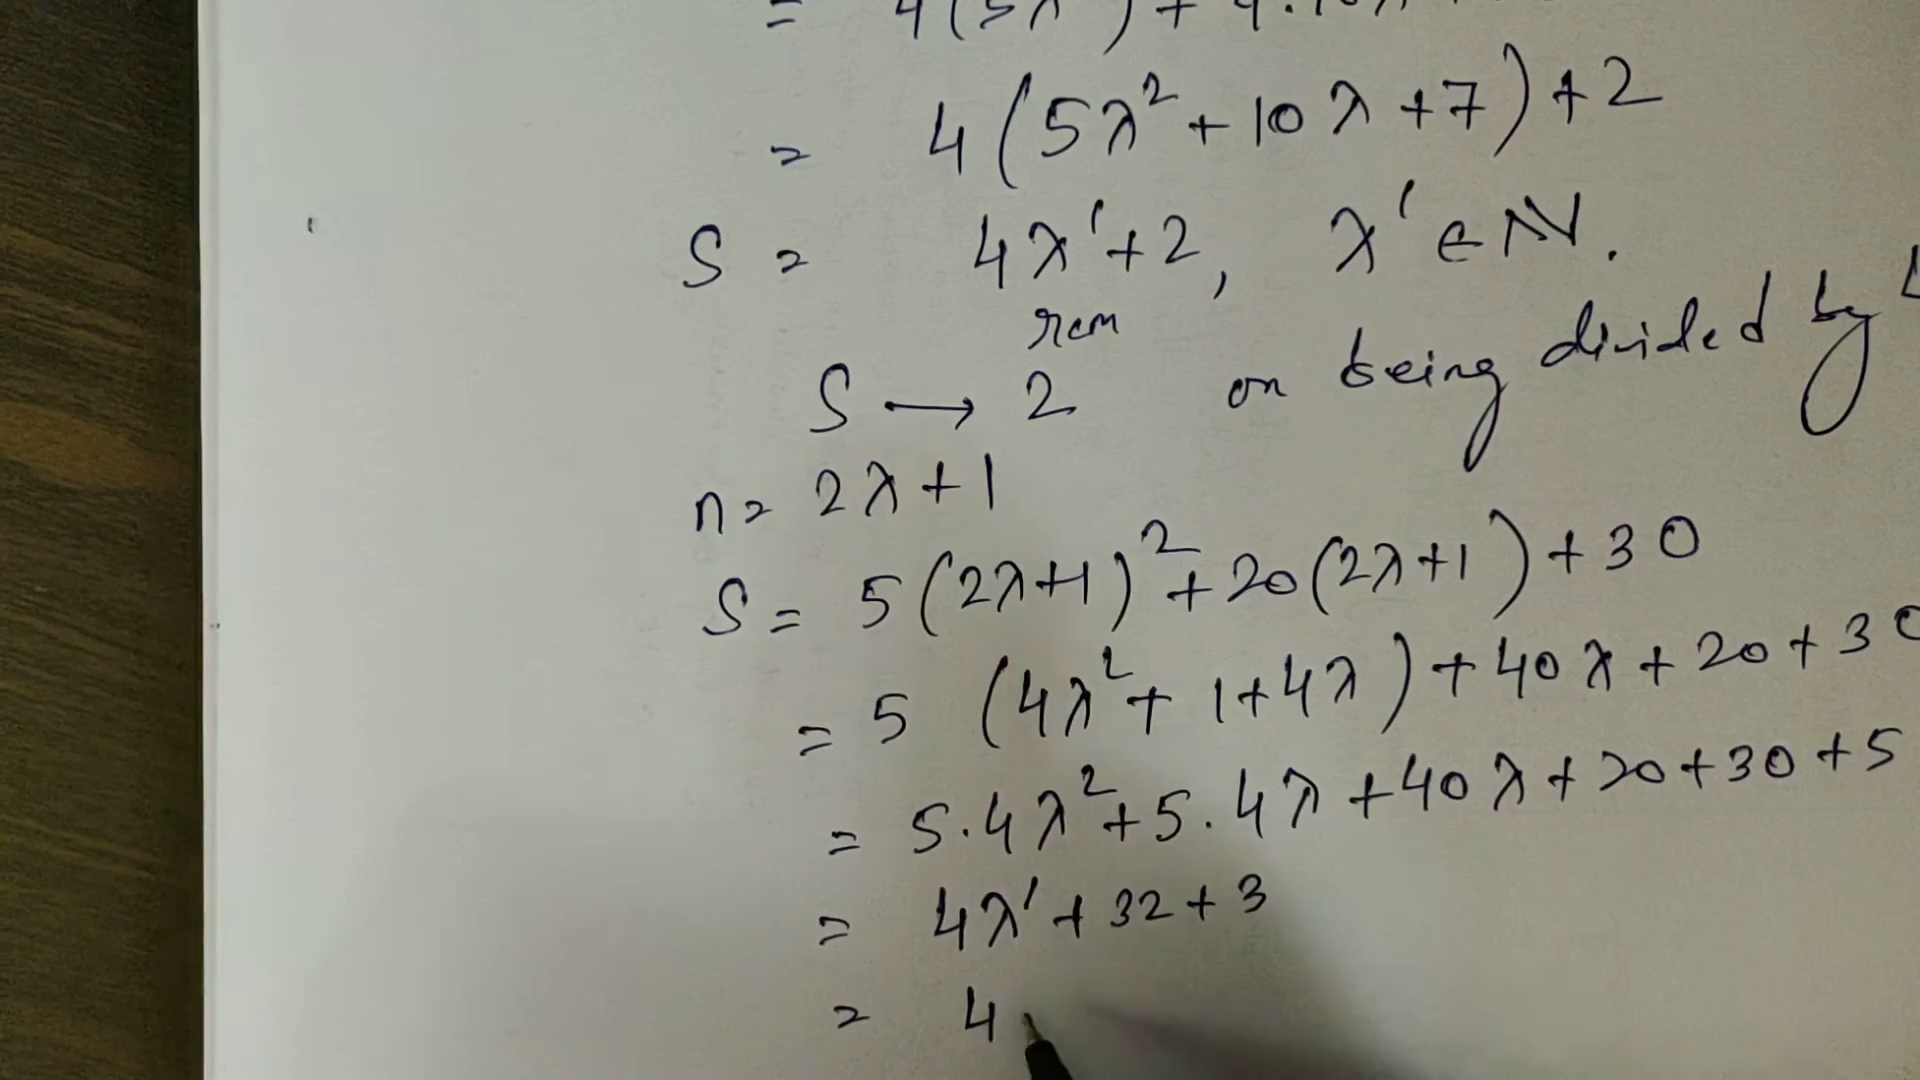 = 4(5λ² + 10λ + 7) + 2
S = 4λ' + 2, λ' ∈ N.
rem
S → 2 on being divided by
n = 2λ + 1
S = 5(2λ+1)² + 20(2λ+1) + 30
= 5 (4λ² + 1 + 4λ) + 40λ + 20 + 30
= 5.4λ² + 5.4λ + 40λ + 20 + 30 + 5
= 4λ' + 32 + 3
= 4